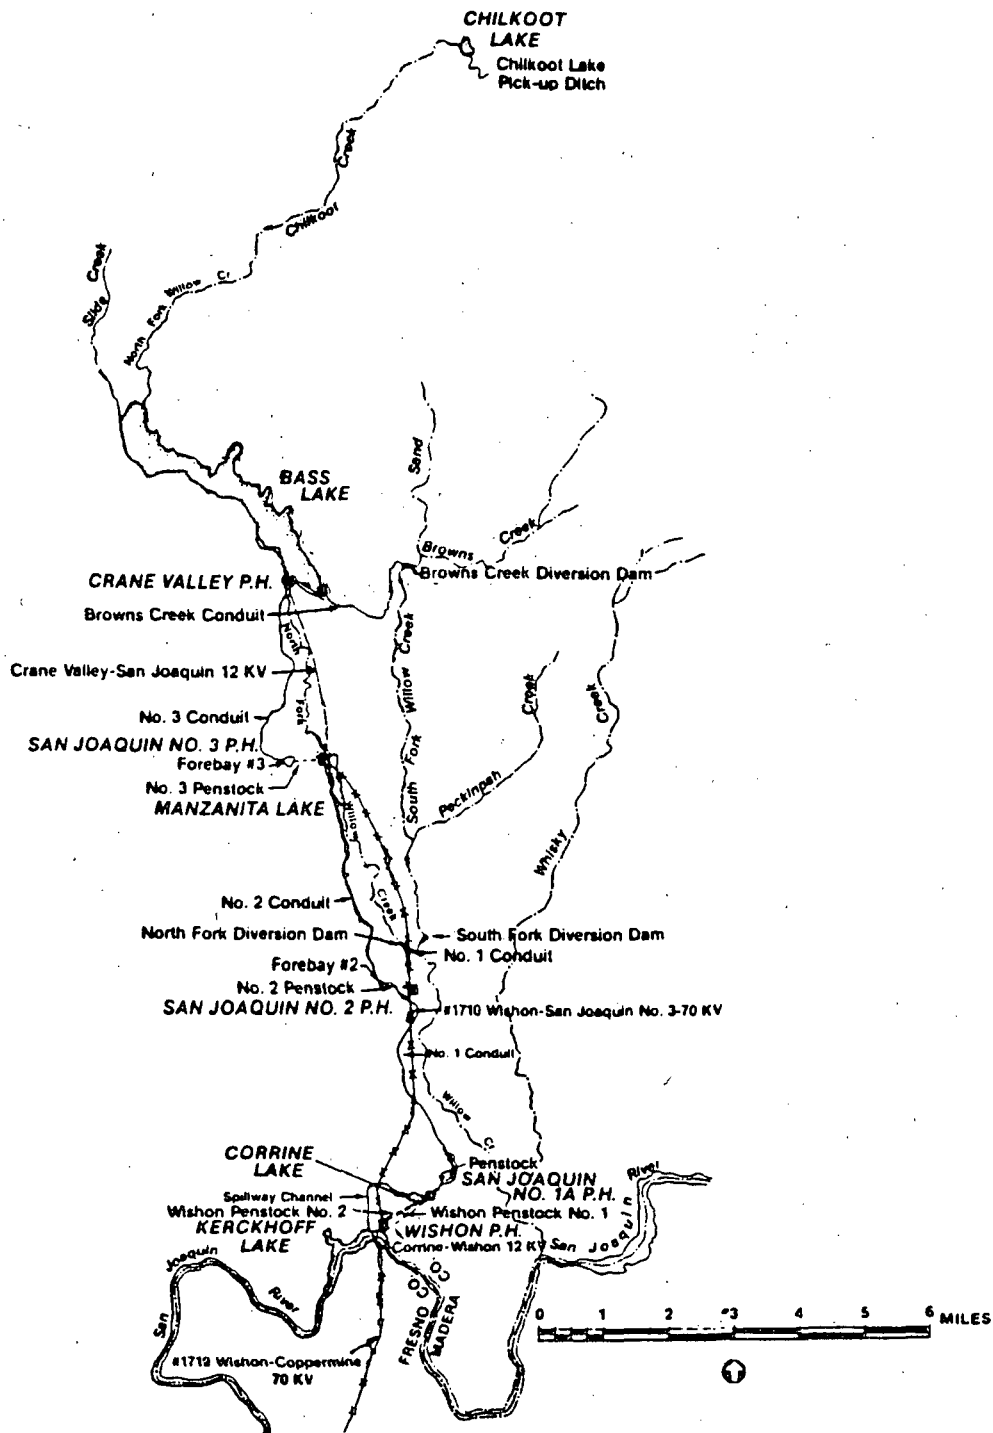 CHILKOOT
LAKE
Chilkoot Lake
Pick-up Ditch
Creek
Chilkoot
Slide Creek
North Fork Willow Cr
BASS
LAKE
Sand
Browns Creek
Browns Creek Diversion Dam
CRANE VALLEY P.H.
Browns Creek Conduit
North
Fork
Crane Valley-San Joaquin 12 KV
South Fork Willow Creek
Creek
Creek
No. 3 Conduit
SAN JOAQUIN NO. 3 P.H.
Forebay #3
No. 3 Penstock
MANZANITA LAKE
Willow
Peckinpah
Whisky
Creek
No. 2 Conduit
North Fork Diversion Dam
South Fork Diversion Dam
No. 1 Conduit
Forebay #2
No. 2 Penstock
SAN JOAQUIN NO. 2 P.H.
#1710 Wishon-San Joaquin No. 3-70 KV
No. 1 Conduit
Willow Cr
CORRINE
LAKE
Penstock
SAN JOAQUIN
NO. 1A P.H.
Spillway Channel
Wishon Penstock No. 2
Wishon Penstock No. 1
KERCKHOFF
LAKE
WISHON P.H.
Corrine-Wishon 12 KV
San Joaquin River
San Joaquin River
FRESNO CO.
MADERA CO.
0 1 2 3 4 5 6 MILES
#1712 Wishon-Coppermine
70 KV